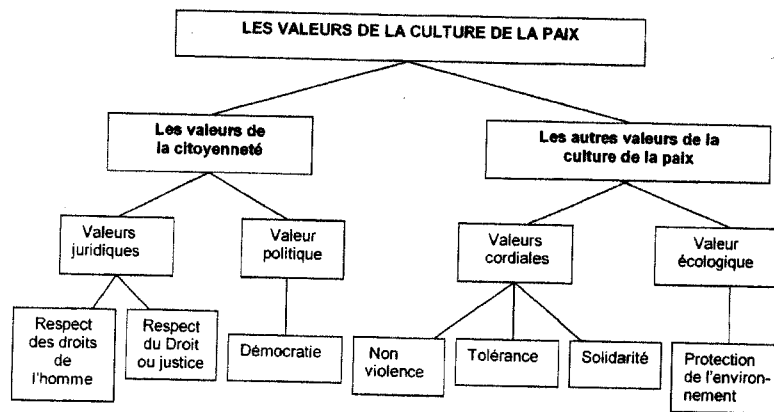 LES VALEURS DE LA CULTURE DE LA PAIX
Les valeurs de
la citoyenneté
Les autres valeurs de la
culture de la paix
Valeurs
juridiques
Valeur
politique
Valeurs
cordiales
Valeur
écologique
Respect
des droits
de
l'homme
Respect
du Droit
ou justice
Démocratie
Non
violence
Tolérance
Solidarité
Protection
de l'environ-
nement